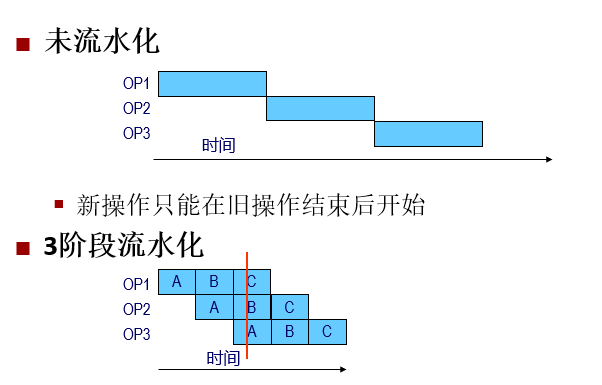 未流水化
OP1
OP2
OP3
时间
新操作只能在旧操作结束后开始
3阶段流水化
OP1 A B C
OP2 A B C
OP3 A B C
时间